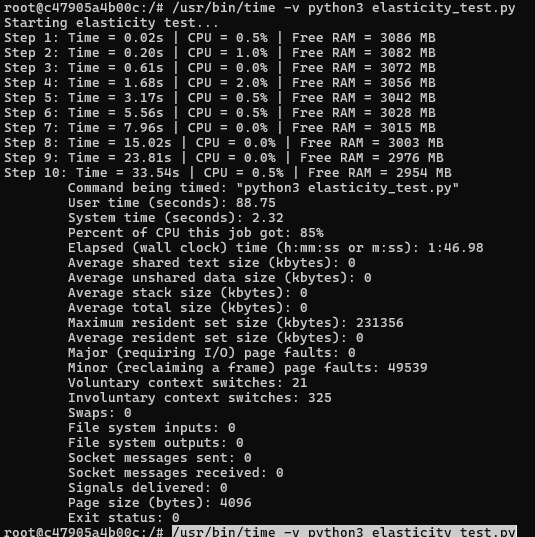 root@c47905a4b00c:/# /usr/bin/time -v python3 elasticity_test.py
Starting elasticity test...
Step 1: Time = 0.02s | CPU = 0.5% | Free RAM = 3086 MB
Step 2: Time = 0.20s | CPU = 1.0% | Free RAM = 3082 MB
Step 3: Time = 0.61s | CPU = 0.0% | Free RAM = 3072 MB
Step 4: Time = 1.68s | CPU = 2.0% | Free RAM = 3056 MB
Step 5: Time = 3.17s | CPU = 0.5% | Free RAM = 3042 MB
Step 6: Time = 5.56s | CPU = 0.5% | Free RAM = 3028 MB
Step 7: Time = 7.96s | CPU = 0.0% | Free RAM = 3015 MB
Step 8: Time = 15.02s | CPU = 0.0% | Free RAM = 3003 MB
Step 9: Time = 23.81s | CPU = 0.0% | Free RAM = 2976 MB
Step 10: Time = 33.54s | CPU = 0.5% | Free RAM = 2954 MB
Command being timed: "python3 elasticity_test.py"
User time (seconds): 88.75
System time (seconds): 2.32
Percent of CPU this job got: 85%
Elapsed (wall clock) time (h:mm:ss or m:ss): 1:46.98
Average shared text size (kbytes): 0
Average unshared data size (kbytes): 0
Average stack size (kbytes): 0
Average total size (kbytes): 0
Maximum resident set size (kbytes): 231356
Average resident set size (kbytes): 0
Major (requiring I/O) page faults: 0
Minor (reclaiming a frame) page faults: 49539
Voluntary context switches: 21
Involuntary context switches: 325
Swaps: 0
File system inputs: 0
File system outputs: 0
Socket messages sent: 0
Socket messages received: 0
Signals delivered: 0
Page size (bytes): 4096
Exit status: 0
root@c47905a4b00c:/# /usr/bin/time -v python3 elasticity_test.py